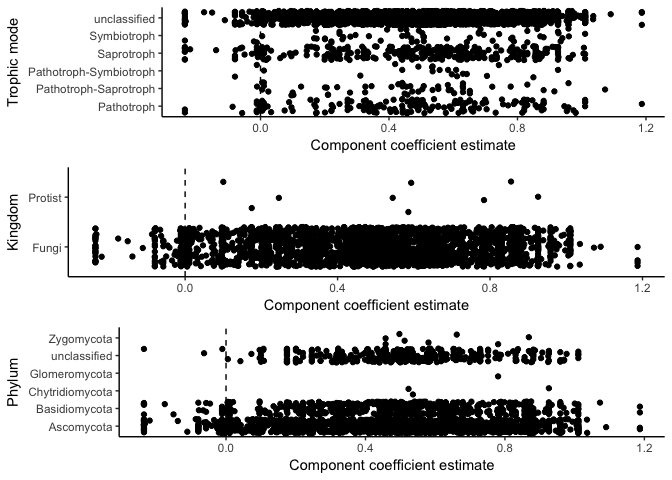 Trophic mode
unclassified
Symbiotroph
Saprotroph
Pathotroph-Symbiotroph
Pathotroph-Saprotroph
Pathotroph
0.0 0.4 0.8 1.2
Component coefficient estimate
Kingdom
Protist
Fungi
0.0 0.4 0.8 1.2
Component coefficient estimate
Phylum
Zygomycota
unclassified
Glomeromycota
Chytridiomycota
Basidiomycota
Ascomycota
0.0 0.4 0.8 1.2
Component coefficient estimate